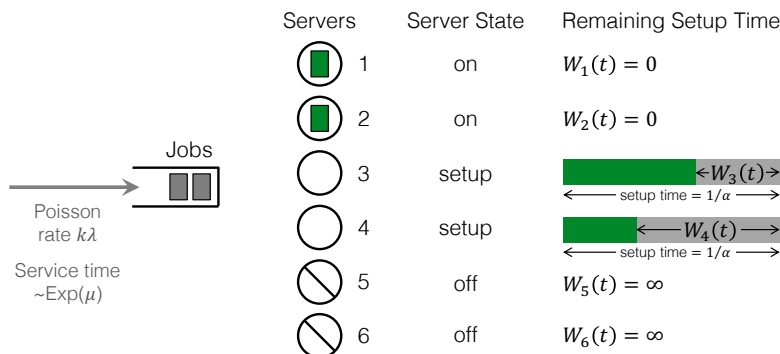 Servers Server State Remaining Setup Time
1 on W₁(t) = 0
2 on W₂(t) = 0
Jobs
3 setup W₃(t)
setup time = 1/α
Poisson
rate kλ
4 setup W₄(t)
setup time = 1/α
Service time
~Exp(μ)
5 off W₅(t) = ∞
6 off W₆(t) = ∞